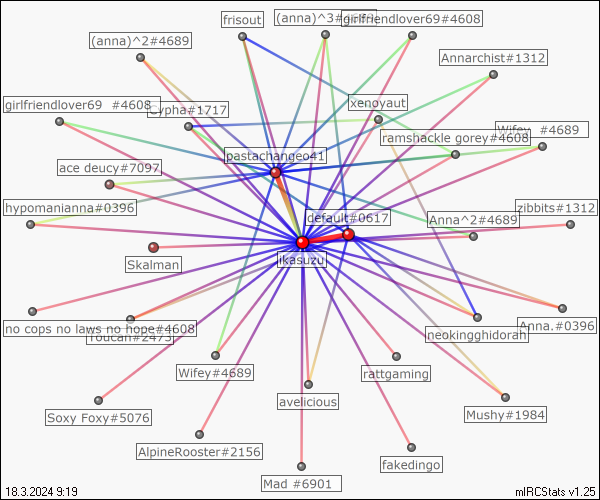 frisout
(anna)^3#
girlfriendlover69#4608
(anna)^2#4689
Annarchist#1312
girlfriendlover69 #4608
Cypha#1717
xenoyaut
ramshackle gorey#4608
Wifey #4689
pastachangeo41
ace deucy#7097
hypomanianna#0396
default#0617
Anna^2#4689
zibbits#1312
Skalman
ikasuzu
no cops no laws no hope#4608
Toucan#2473
neokingghidorah
Anna.#0396
Wifey#4689
rattgaming
avelicious
Soxy Foxy#5076
Mushy#1984
AlpineRooster#2156
fakedingo
Mad #6901
18.3.2024 9:19
mIRCStats v1.25